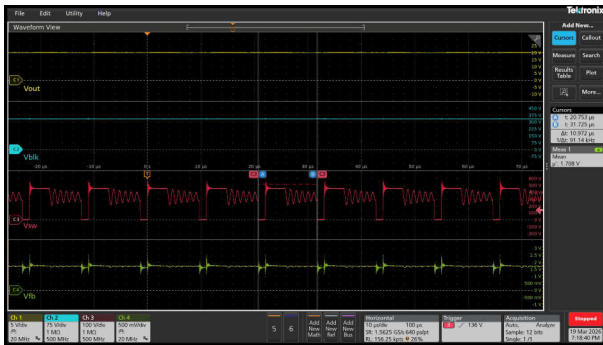 File Edit Utility Help
Tektronix
Waveform View
Add New...
Cursors Callout
Measure Search
Results Table Plot
More...
Vout
Vblk
Vsw
Vfb
Cursors
t: 20.753 µs
t: 31.725 µs
Δt: 10.972 µs
1/Δt: 91.14 kHz
Meas 1
Mean
µ': 1.708 V
Ch 1
5 V/div
1 MΩ
20 MHz
Ch 2
75 V/div
1 MΩ
500 MHz
Ch 3
100 V/div
1 MΩ
500 MHz
Ch 4
500 mV/div
20 MHz
5
6
Add New Math
Add New Ref
Add New Bus
Horizontal
10 µs/div 100 µs
SR: 1.5625 GS/s 640 ps/pt
RL: 156.25 kpts 26%
Trigger
136 V
Acquisition
Auto, Analyze
Sample: 12 bits
Single: 1/1
Stopped
19 Mar 2026
7:18:40 PM